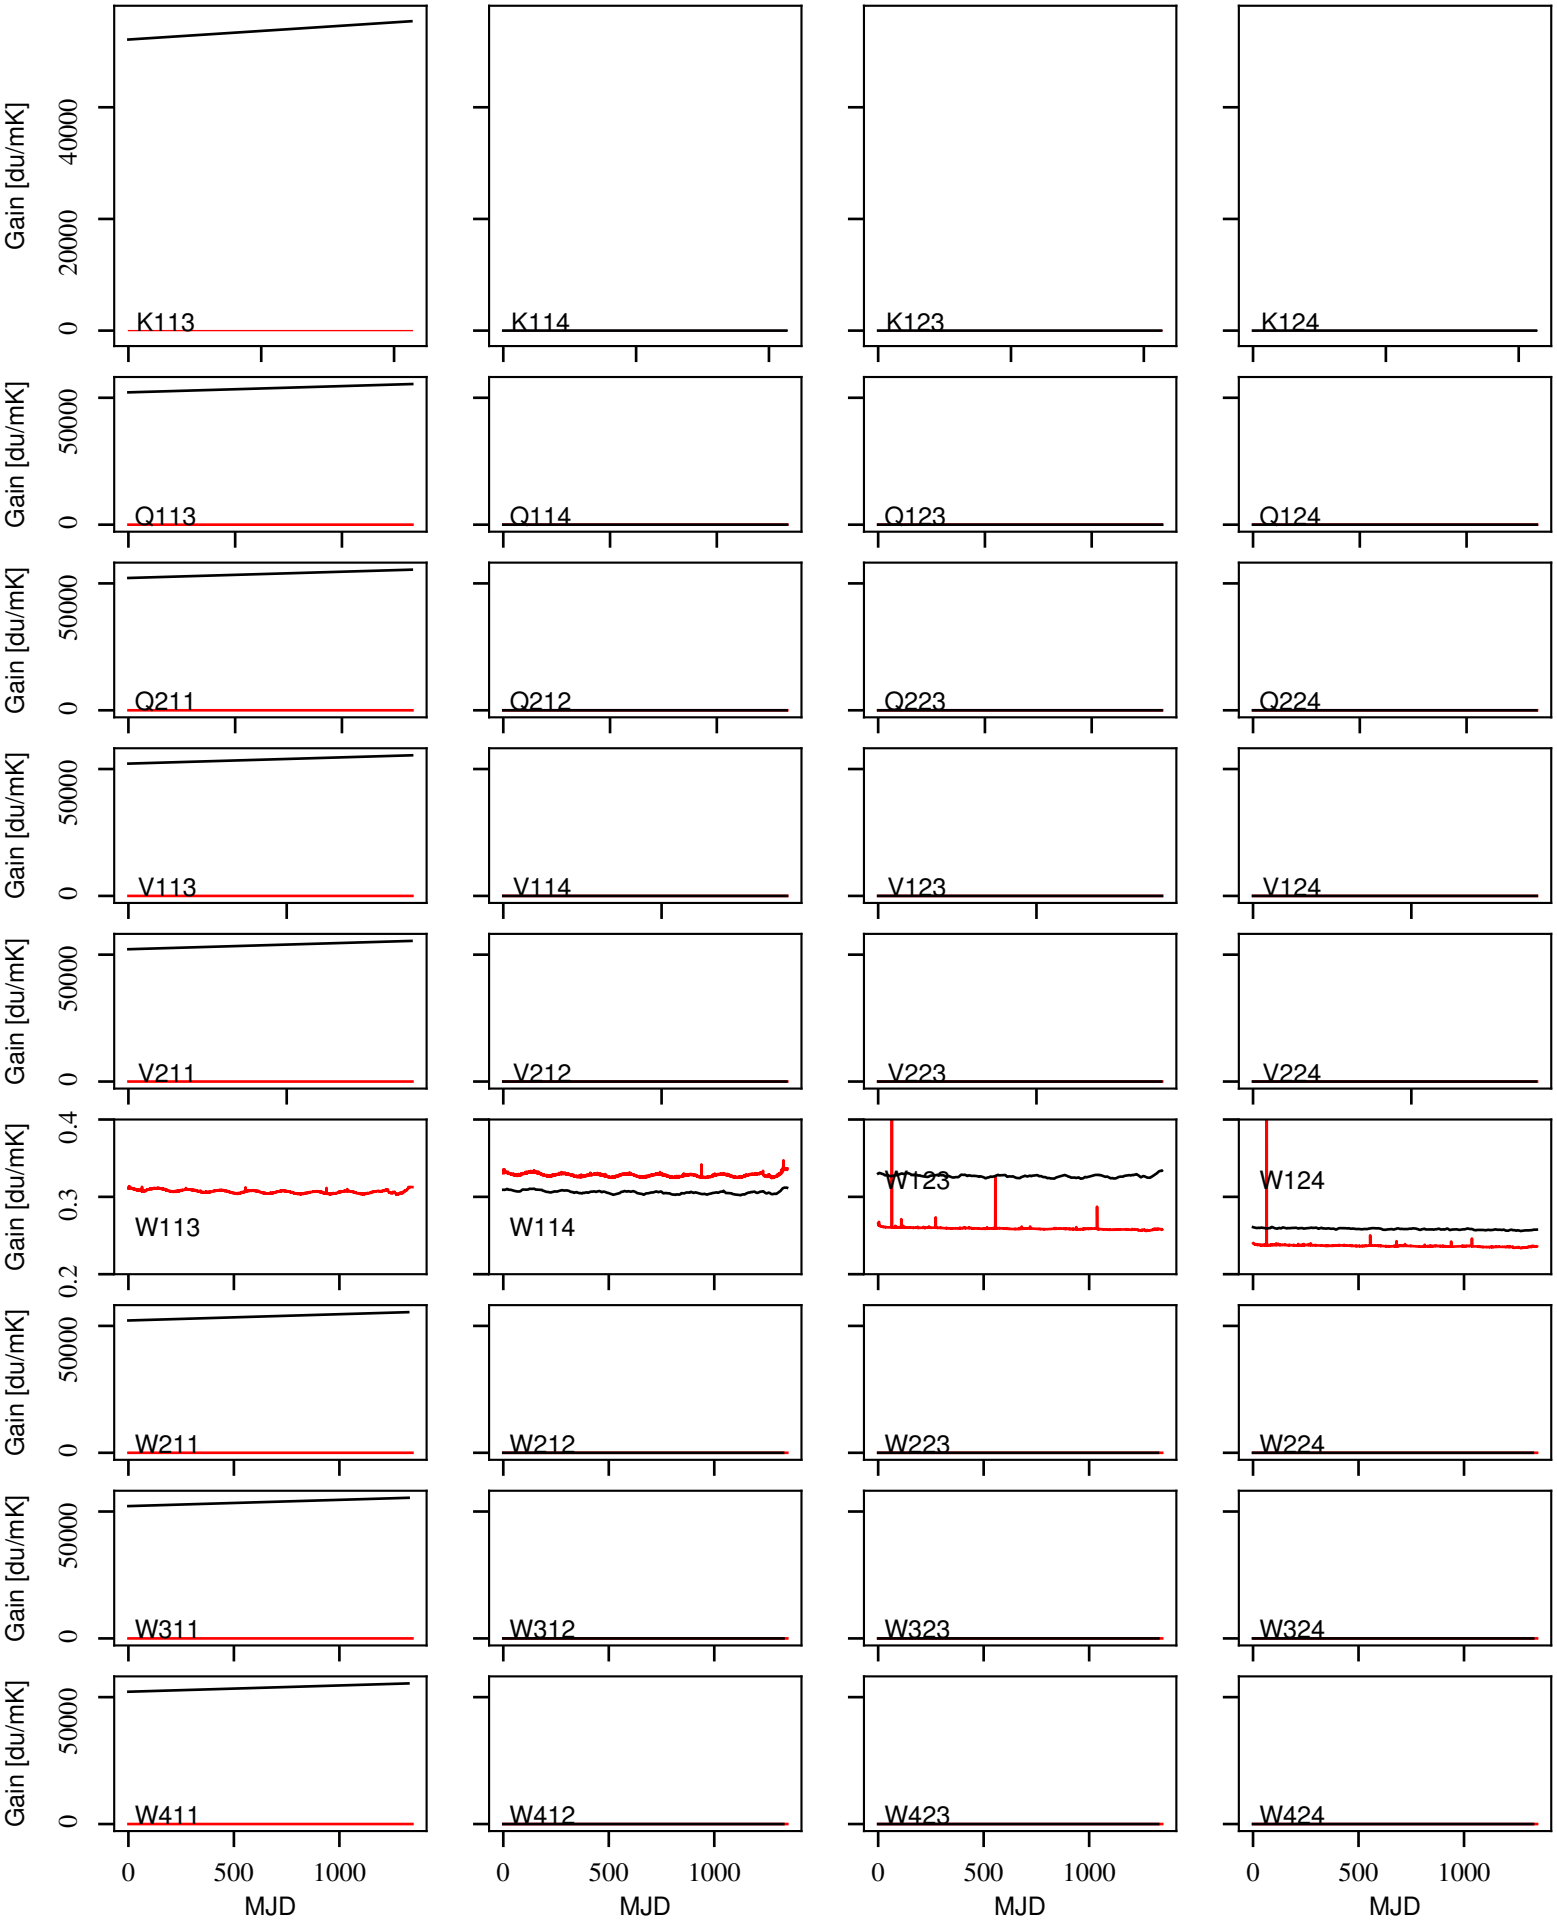 Gain [du/mK]
40000
20000
0
K113
K114
K123
K124
Gain [du/mK]
50000
0
Q113
Q114
Q123
Q124
Gain [du/mK]
50000
0
Q211
Q212
Q223
Q224
Gain [du/mK]
50000
0
V113
V114
V123
V124
Gain [du/mK]
50000
0
V211
V212
V223
V224
Gain [du/mK]
0.4
0.3
0.2
W113
W114
W123
W124
Gain [du/mK]
50000
0
W211
W212
W223
W224
Gain [du/mK]
50000
0
W311
W312
W323
W324
Gain [du/mK]
50000
0
W411
W412
W423
W424
0 500 1000 0 500 1000 0 500 1000 0 500 1000
MJD MJD MJD MJD